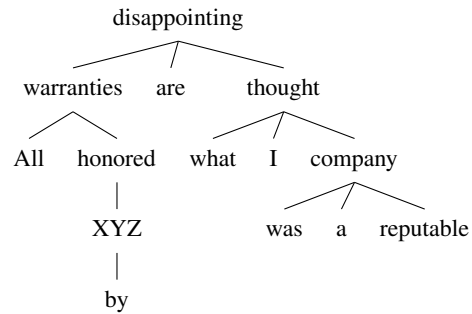 disappointing
warranties are thought
All honored what I company
XYZ was a reputable
by